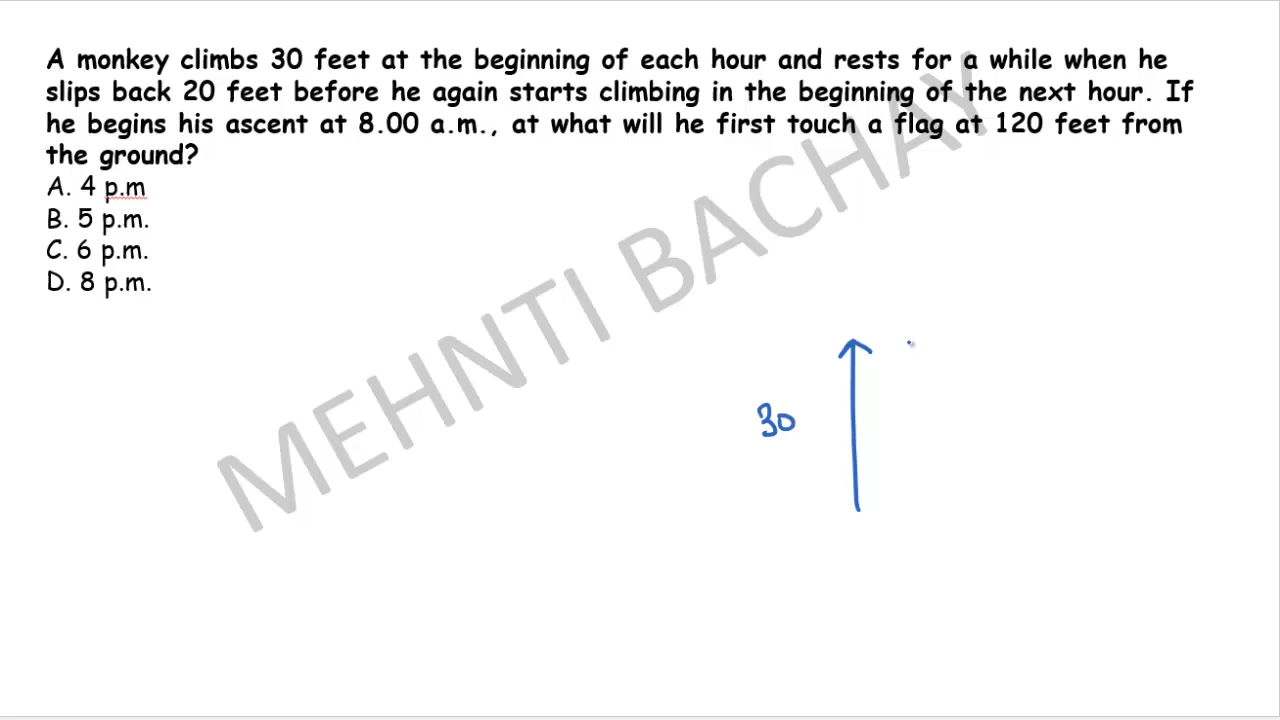 A monkey climbs 30 feet at the beginning of each hour and rests for a while when he
slips back 20 feet before he again starts climbing in the beginning of the next hour. If
he begins his ascent at 8.00 a.m., at what will he first touch a flag at 120 feet from
the ground?
A. 4 p.m
B. 5 p.m.
C. 6 p.m.
D. 8 p.m.
MEHNTI BACHAY
30